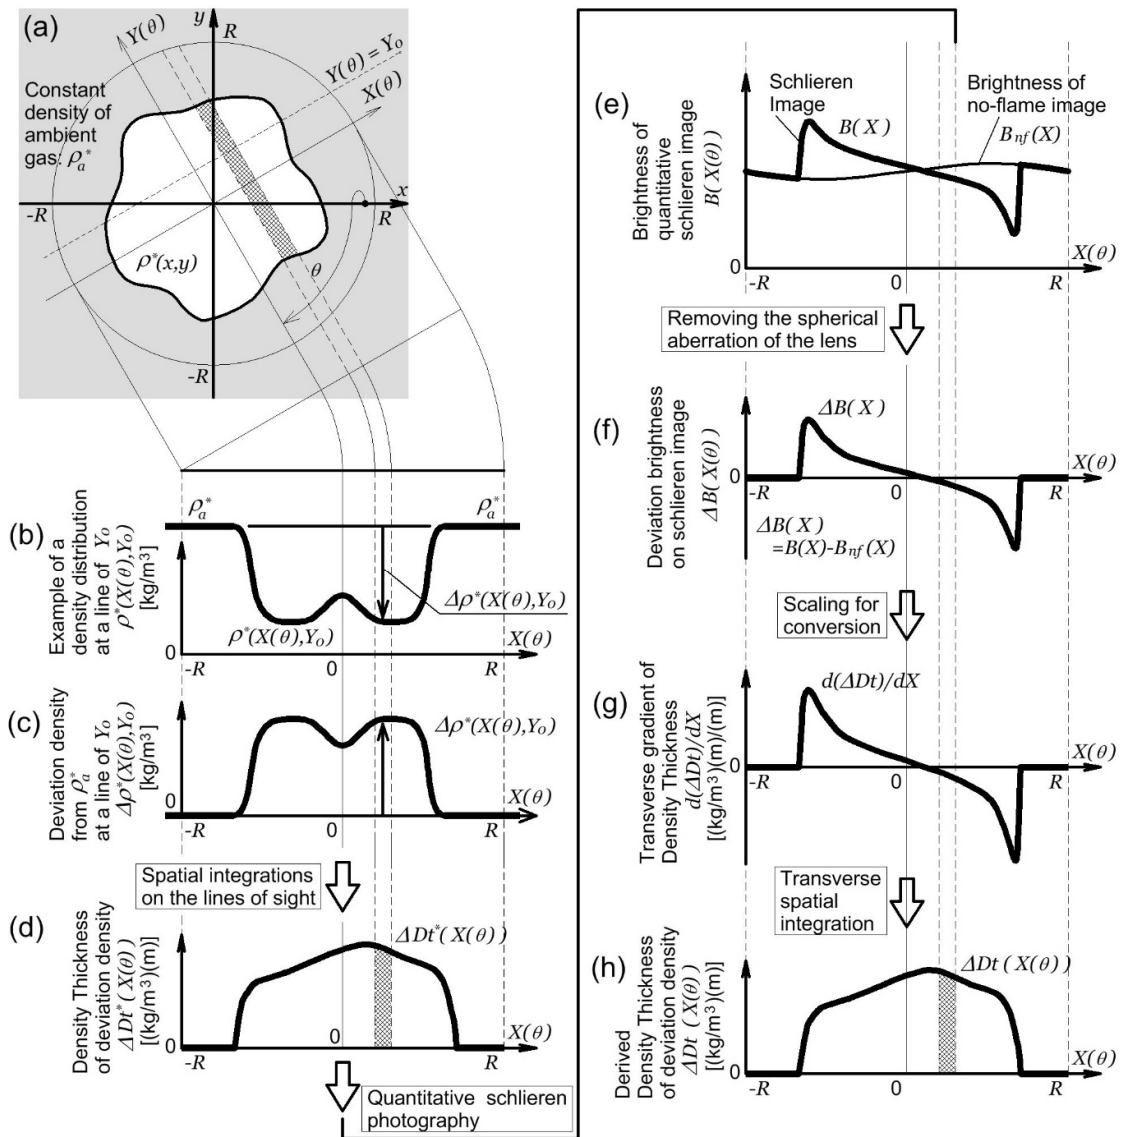 (a)
y
Y(θ)
R
Y(θ) = Yo
X(θ)
Constant
density of
ambient
gas: ρa*
x
-R
R
ρ*(x,y)
θ
-R
(b)
Example of a
density distribution
at a line of Yo
ρ*(X(θ),Yo)
[kg/m³]
ρa*
ρa*
Δρ*(X(θ),Yo)
ρ*(X(θ),Yo)
X(θ)
0
-R
0
R
(c)
Deviation density
from ρa*
at a line of Yo
Δρ*(X(θ),Yo)
[kg/m³]
Δρ*(X(θ),Yo)
X(θ)
0
-R
0
R
Spatial integrations
on the lines of sight
(d)
Density Thickness
of deviation density
ΔDt* (X(θ))
[(kg/m³)(m)]
ΔDt*(X(θ))
X(θ)
0
-R
0
R
Quantitative schlieren
photography
(e)
Brightness of
quantitative
schlieren image
B(X(θ))
Schlieren
Image
B(X)
Brightness of
no-flame image
Bnf(X)
X(θ)
0
-R
0
R
Removing the spherical
aberration of the lens
(f)
Deviation brightness
on schlieren image
ΔB(X(θ))
ΔB(X)
X(θ)
0
-R
0
R
ΔB(X)
=B(X)-Bnf(X)
Scaling for
conversion
(g)
Transverse gradient of
Density Thickness
d(ΔDt)/dX
[(kg/m³)(m)/(m)]
d(ΔDt)/dX
X(θ)
0
-R
0
R
Transverse
spatial
integration
(h)
Derived
Density Thickness
of deviation density
ΔDt (X(θ))
[(kg/m³)(m)]
ΔDt (X(θ))
X(θ)
0
-R
0
R